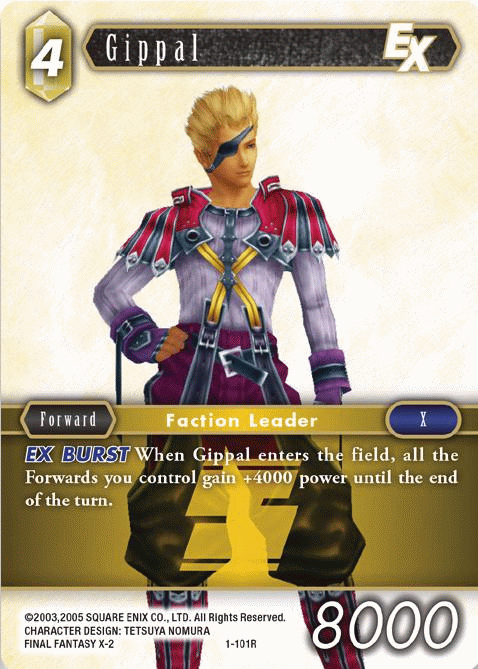 4
Gippal
EX
Forward
Faction Leader
X
EX BURST When Gippal enters the field, all the
Forwards you control gain +4000 power until the end
of the turn.
©2003,2005 SQUARE ENIX CO., LTD. All Rights Reserved.
CHARACTER DESIGN: TETSUYA NOMURA
FINAL FANTASY X-2
1-101R
8000